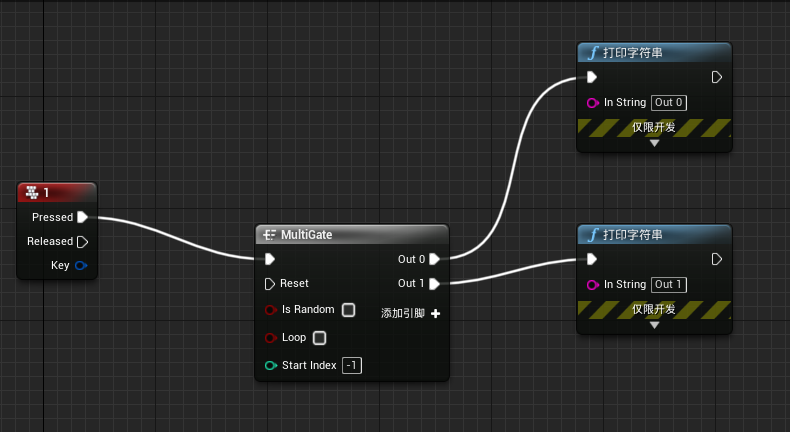 1
Pressed
Released
Key
MultiGate
Out 0
Reset
Out 1
Is Random
添加引脚
Loop
Start Index -1
打印字符串
In String Out 0
仅限开发
打印字符串
In String Out 1
仅限开发